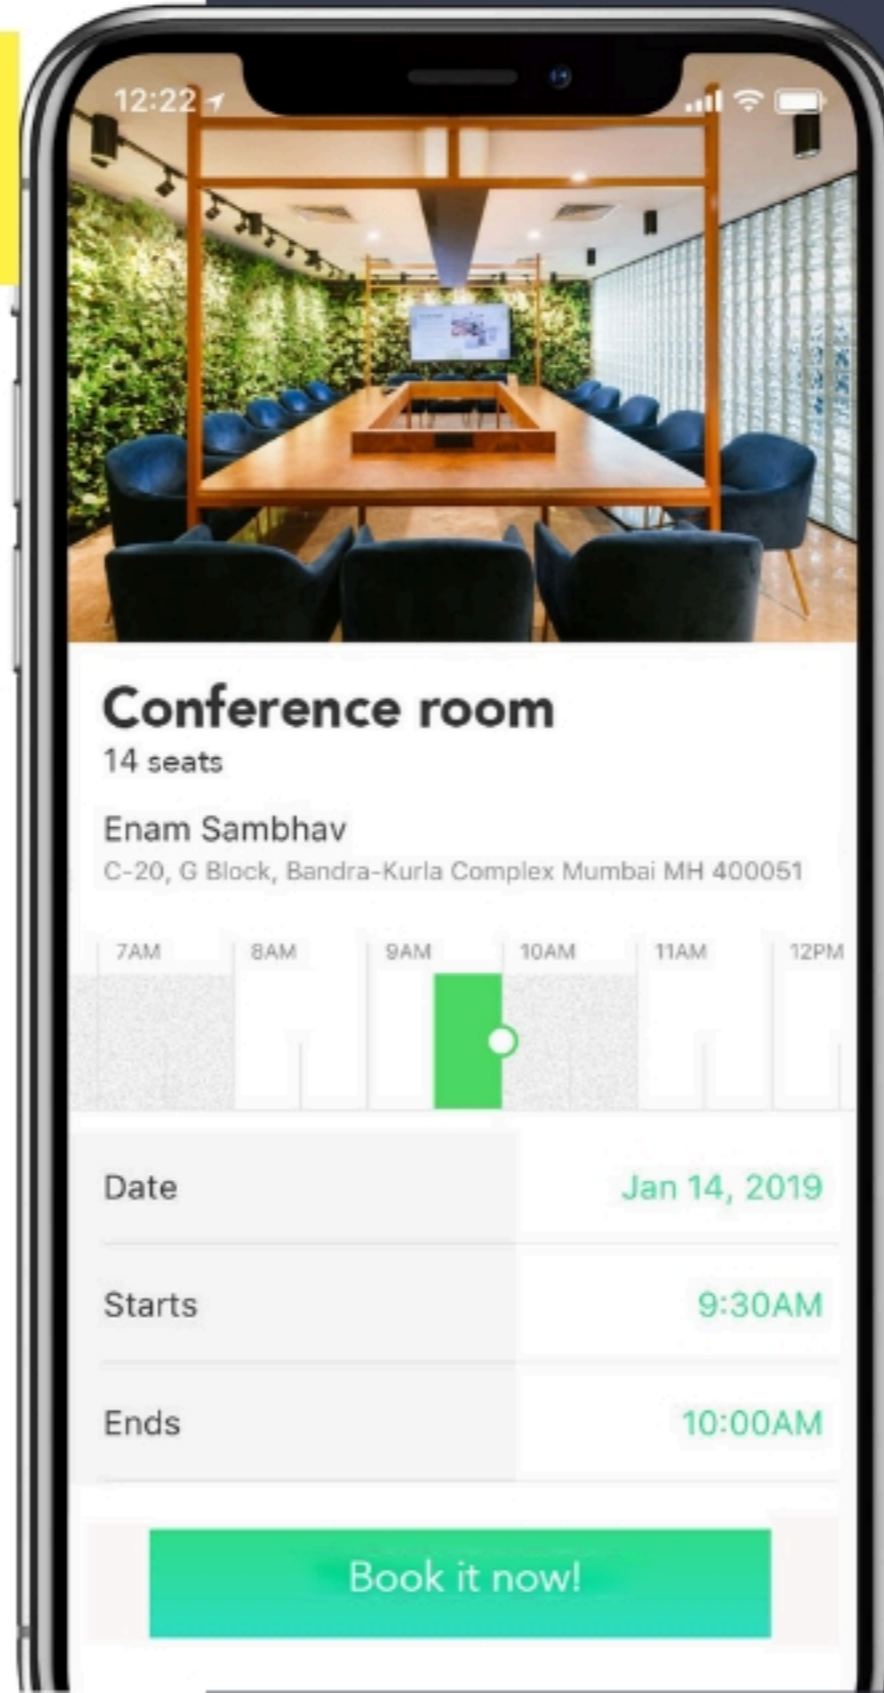 12:22
Conference room
14 seats
Enam Sambhav
C-20, G Block, Bandra-Kurla Complex Mumbai MH 400051
7AM 8AM 9AM 10AM 11AM 12PM
Date Jan 14, 2019
Starts 9:30AM
Ends 10:00AM
Book it now!